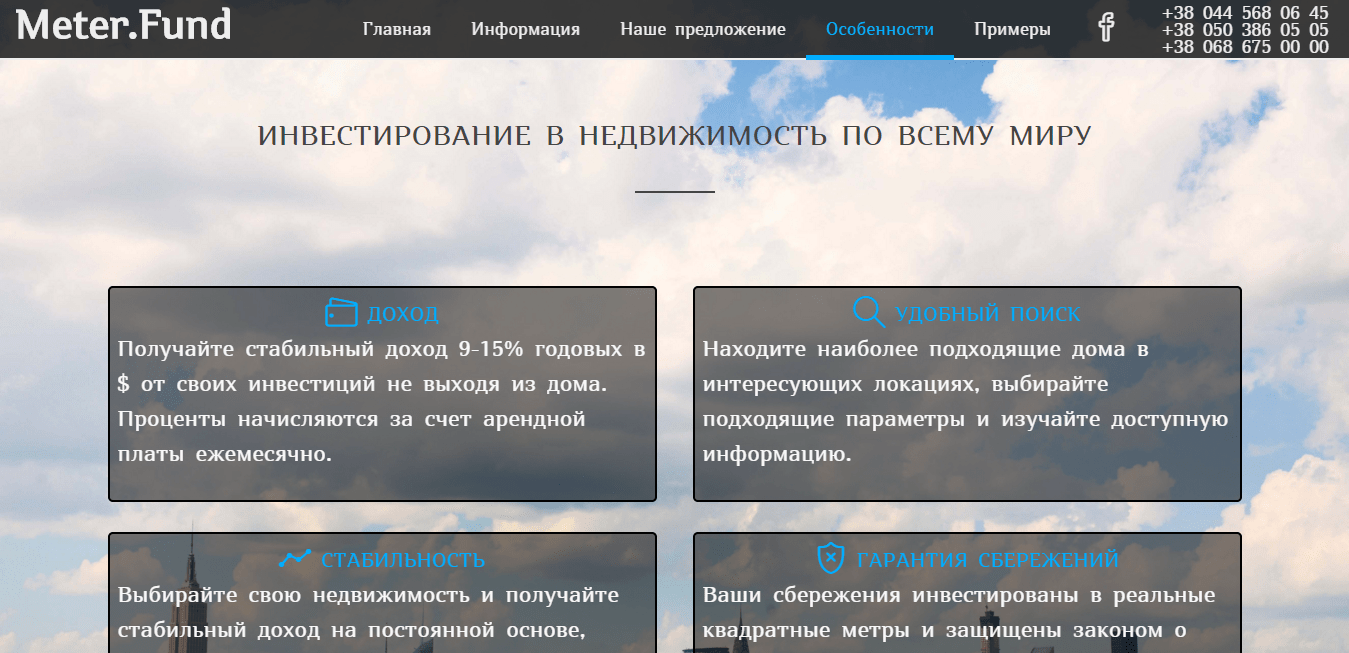 Meter.Fund
Главная Информация Наше предложение Особенности Примеры
+38 044 568 06 45
+38 050 386 05 05
+38 068 675 00 00
ИНВЕСТИРОВАНИЕ В НЕДВИЖИМОСТЬ ПО ВСЕМУ МИРУ
ДОХОД
Получайте стабильный доход 9-15% годовых в
$ от своих инвестиций не выходя из дома.
Проценты начисляются за счет арендной
платы ежемесячно.
УДОБНЫЙ ПОИСК
Находите наиболее подходящие дома в
интересующих локациях, выбирайте
подходящие параметры и изучайте доступную
информацию.
СТАБИЛЬНОСТЬ
Выбирайте свою недвижимость и получайте
стабильный доход на постоянной основе,
ГАРАНТИЯ СБЕРЕЖЕНИЙ
Ваши сбережения инвестированы в реальные
квадратные метры и защищены законом о